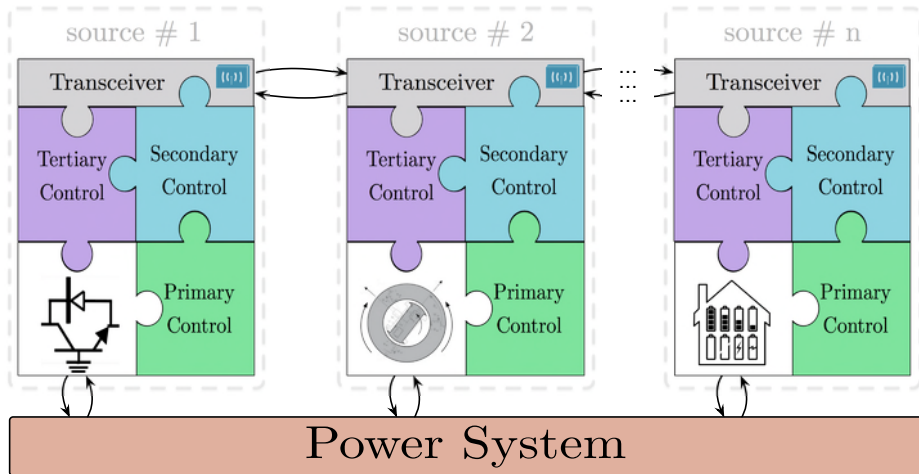 source # 1
source # 2
source # n
Transceiver
Transceiver
...
...
...
Transceiver
Tertiary
Control
Secondary
Control
Tertiary
Control
Secondary
Control
Tertiary
Control
Secondary
Control
Primary
Control
Primary
Control
Primary
Control
Power System